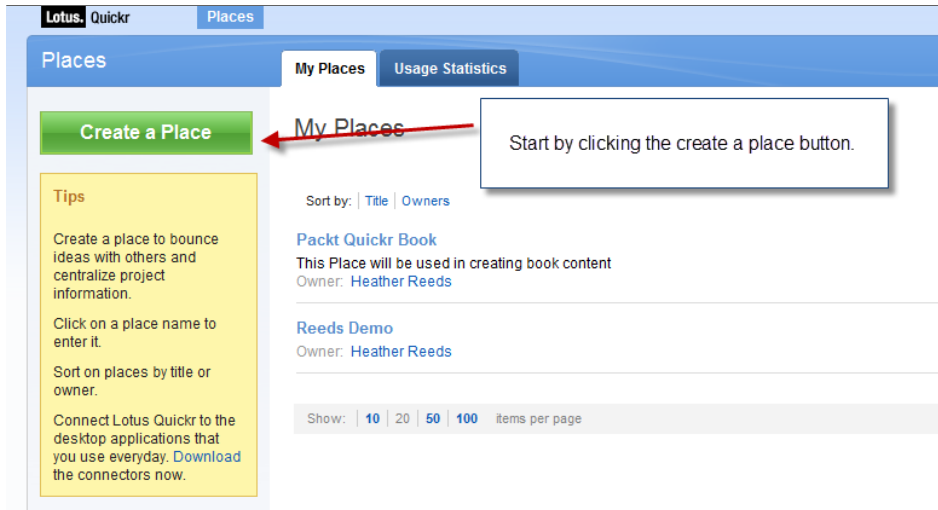 Lotus. Quickr Places
Places
My Places Usage Statistics
Create a Place
My Places
Start by clicking the create a place button.
Tips
Create a place to bounce
ideas with others and
centralize project
information.
Click on a place name to
enter it.
Sort on places by title or
owner.
Connect Lotus Quickr to the
desktop applications that
you use everyday. Download
the connectors now.
Sort by: Title Owners
Packt Quickr Book
This Place will be used in creating book content
Owner: Heather Reeds
Reeds Demo
Owner: Heather Reeds
Show: 10 20 50 100 items per page